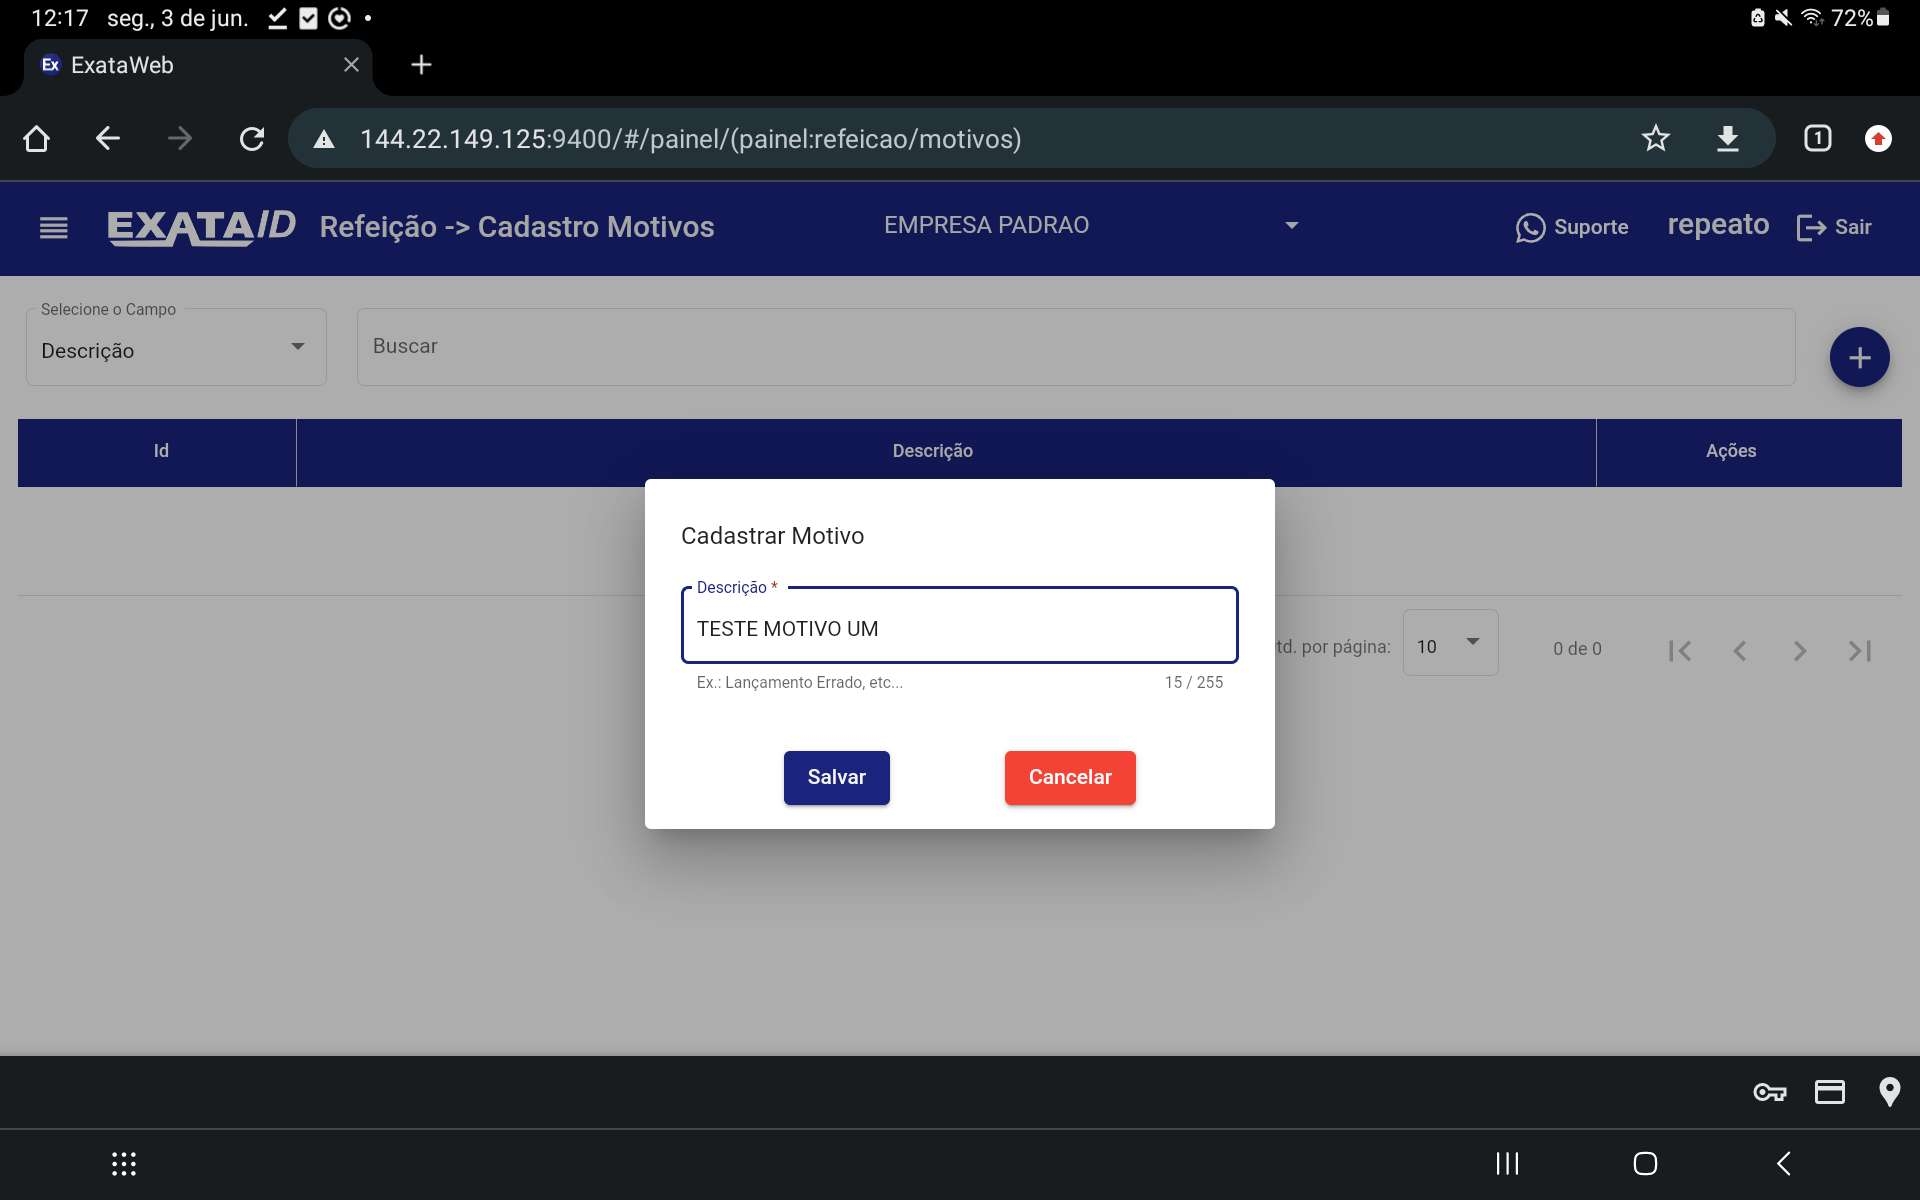 12:17 seg., 3 de jun. 72%
Ex ExataWeb
144.22.149.125:9400/#/painel/(painel:refeicao/motivos) 1
EXATAID Refeição -> Cadastro Motivos EMPRESA PADRAO Suporte repeato Sair
Selecione o Campo
Descrição Buscar
Id Descrição Ações
Cadastrar Motivo
Descrição *
TESTE MOTIVO UM
Ex.: Lançamento Errado, etc... 15 / 255
td. por página: 10 0 de 0
Salvar Cancelar